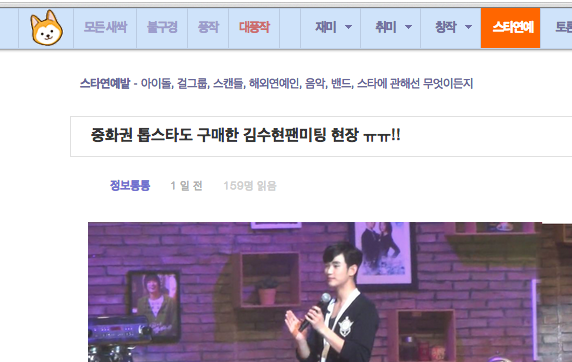 모든 새싹 볼구경 풍작 대풍작 재미 취미 창작 스타연예 토론
스타연예밭 - 아이돌, 걸그룹, 스캔들, 해외연예인, 음악, 밴드, 스타에 관해선 무엇이든지
중화권 톱스타도 구매한 김수현팬미팅 현장 ㅠㅠ!!
정보통통 1 일 전 159명 읽음